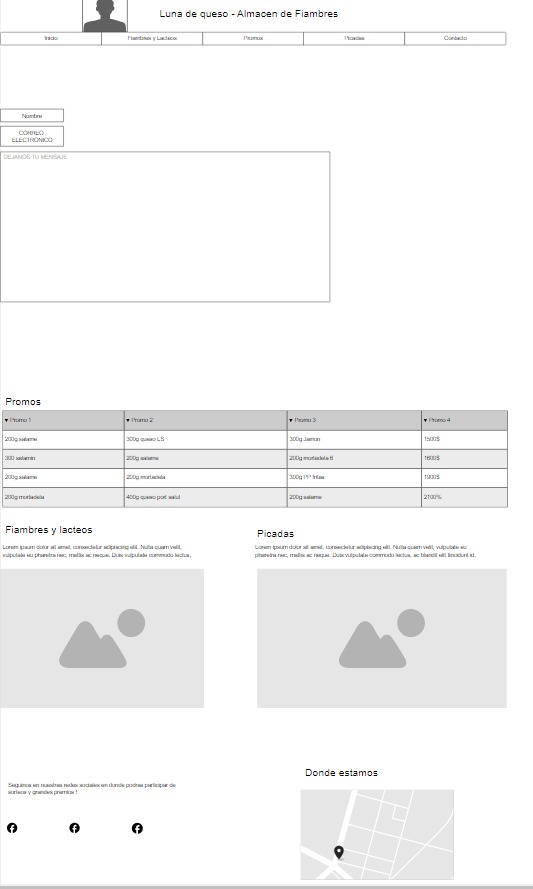 Luna de queso - Almacen de Fiambres
Inicio
Fiambres y Lacteos
Promos
Picadas
Contacto
Nombre
CORREO
ELECTRONICO
DEJANOS TU MENSAJE
Promos
▾ Promo 1
▾ Promo 2
▾ Promo 3
▾ Promo 4
200g salame
300g queso LS
300g Jamon
1500$
300 salamin
200g salame
200g mortadela 6
1600$
200g salame
200g mortadela
300g PP fritas
1900$
200g mortadela
400g queso port salut
200g salame
2100%
Fiambres y lacteos
Lorem ipsum dolor sit amet, consectetur adipiscing elit. Nulla quam velit,
vulputate eu pharetra nec, mattis ac neque. Duis vulputate commodo lectus,
Picadas
Lorem ipsum dolor sit amet, consectetur adipiscing elit. Nulla quam velit, vulputate eu
pharetra nec, mattis ac neque. Duis vulputate commodo lectus, ac blandit elit tincidunt id.
Donde estamos
Seguinos en nuestras redes sociales en donde podras participar de
sorteos y grandes premios !